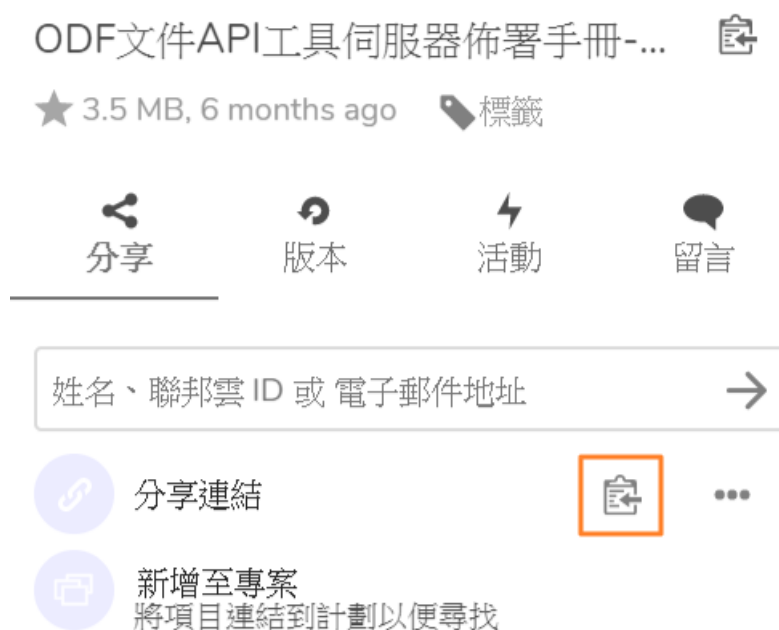 ODF文件API工具伺服器佈署手冊-...
3.5 MB, 6 months ago 標籤
分享 版本 活動 留言
姓名、聯邦雲 ID 或 電子郵件地址
分享連結
新增至專案
將項目連結到計劃以便尋找